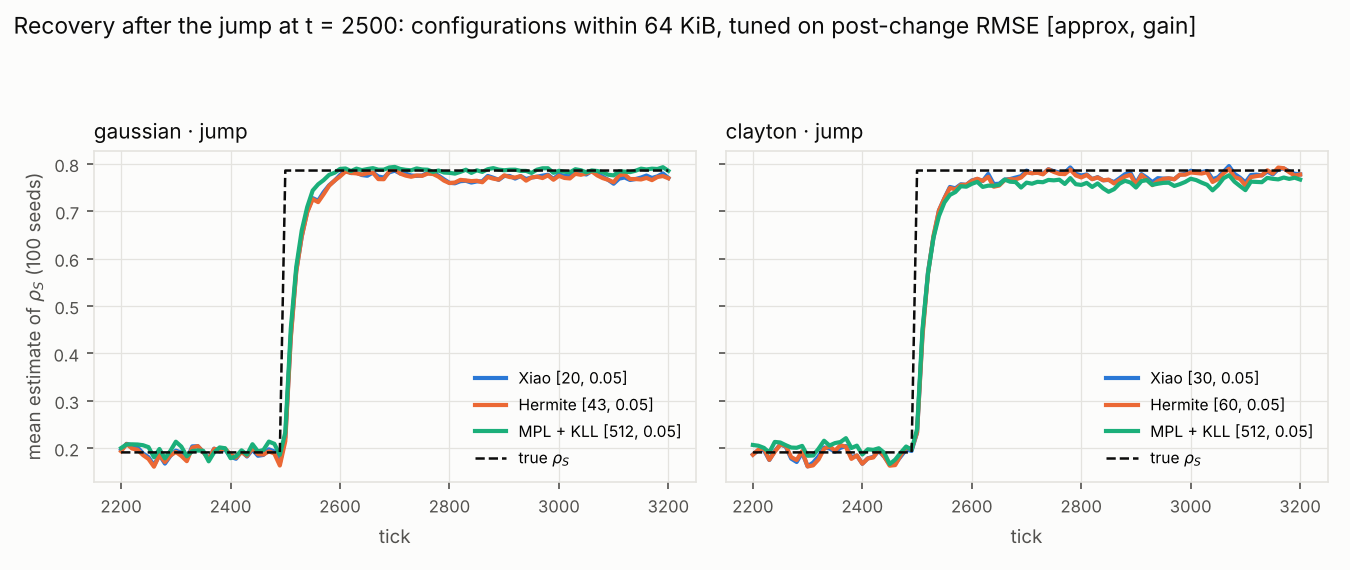 Recovery after the jump at t = 2500: configurations within 64 KiB, tuned on post-change RMSE [approx, gain]
gaussian · jump
clayton · jump
mean estimate of ρS (100 seeds)
0.8
0.7
0.6
0.5
0.4
0.3
0.2
Xiao [20, 0.05]
Hermite [43, 0.05]
MPL + KLL [512, 0.05]
true ρS
Xiao [30, 0.05]
Hermite [60, 0.05]
MPL + KLL [512, 0.05]
true ρS
2200 2400 2600 2800 3000 3200
2200 2400 2600 2800 3000 3200
tick
tick